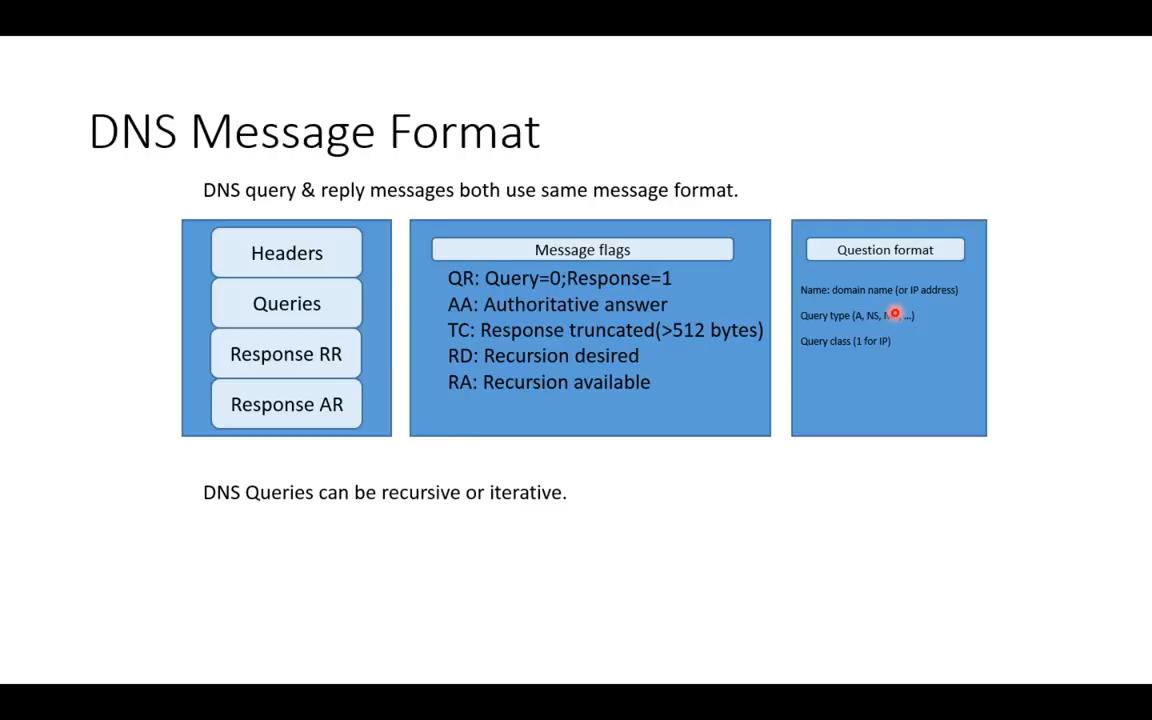 DNS Message Format
DNS query & reply messages both use same message format.
Headers
Queries
Response RR
Response AR
Message flags
QR: Query=0;Response=1
AA: Authoritative answer
TC: Response truncated(>512 bytes)
RD: Recursion desired
RA: Recursion available
Question format
Name: domain name (or IP address)
Query type (A, NS, ...)
Query class (1 for IP)
DNS Queries can be recursive or iterative.